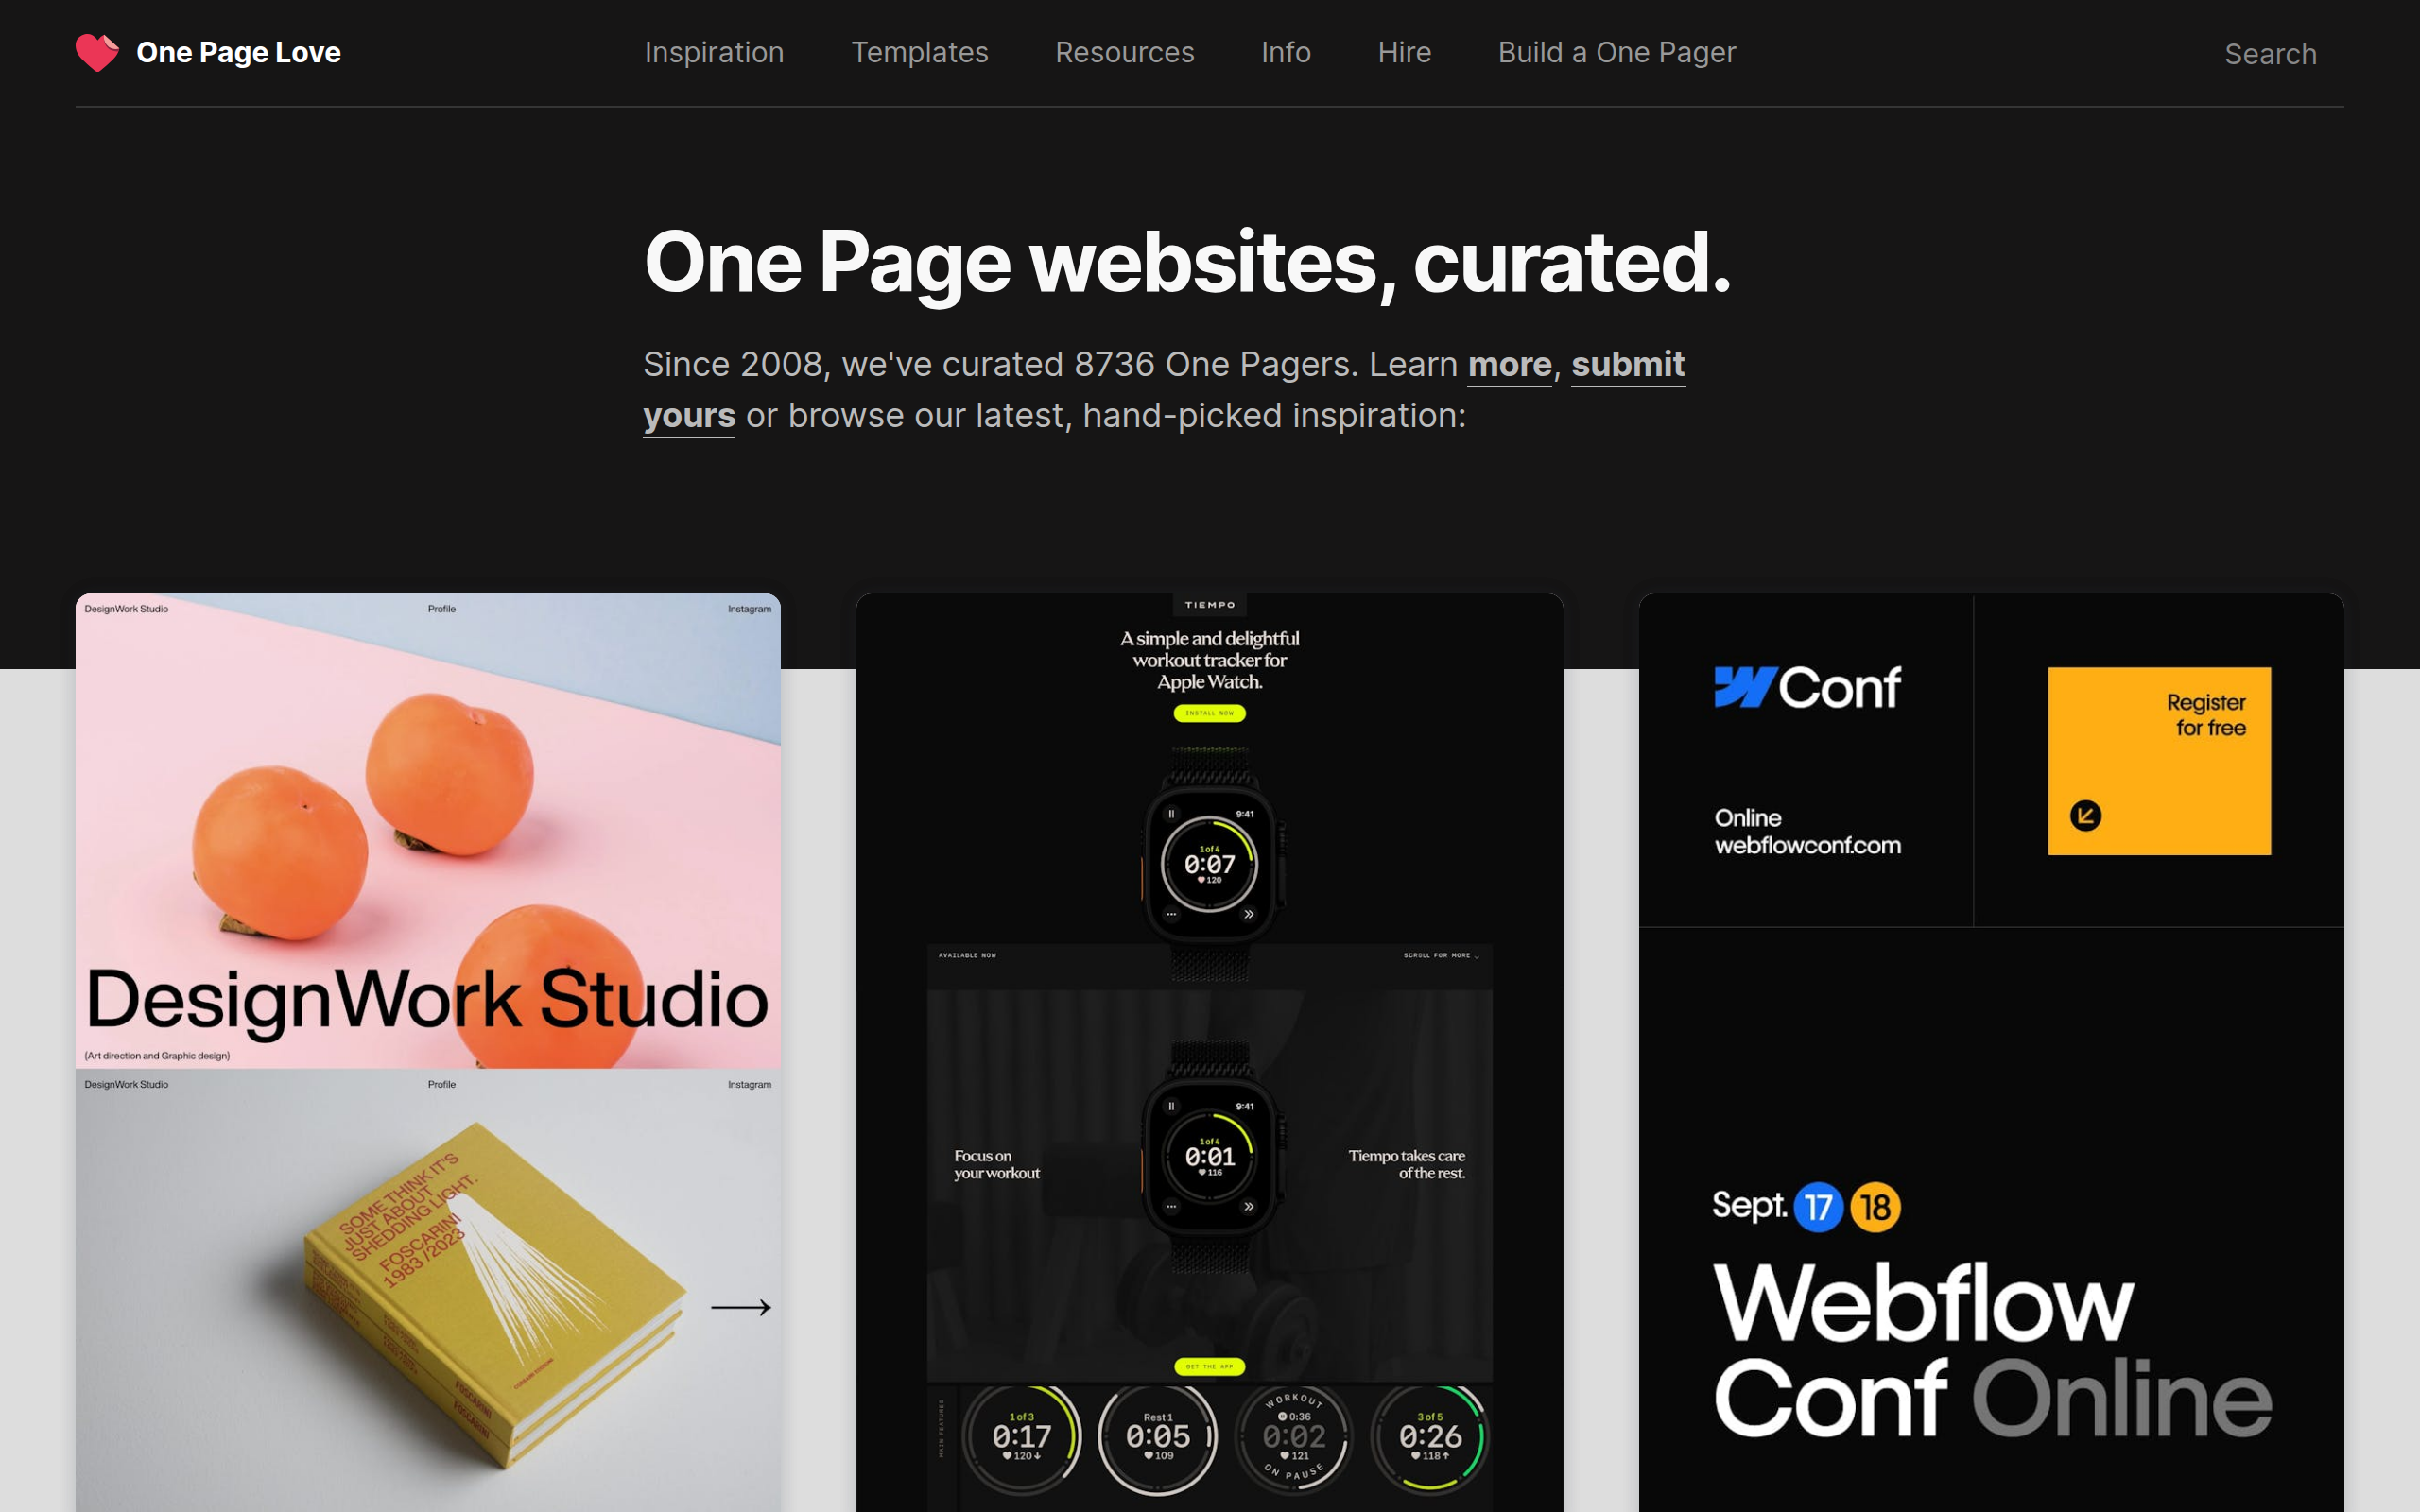 One Page Love
Inspiration
Templates
Resources
Info
Hire
Build a One Pager
Search
One Page websites, curated.
Since 2008, we've curated 8736 One Pagers. Learn more, submit
yours or browse our latest, hand-picked inspiration:
DesignWork Studio
Profile
Instagram
DesignWork Studio
(Art direction and Graphic design)
DesignWork Studio
Profile
Instagram
SOME THINK IT'S
JUST ABOUT
SHEDDING LIGHT.
FOSCARINI
1983 / 2023
FOSCARINI
FOSCARINI
TIEMPO
A simple and delightful
workout tracker for
Apple Watch.
INSTALL NOW
9:41
1 of 4
0:07
120
AVAILABLE NOW
SCROLL FOR MORE
9:41
1 of 4
0:01
116
Focus on
your workout
Tiempo takes care
of the rest.
GET THE APP
MAIN FEATURES
1 of 3
0:17
120
Rest 1
0:05
109
WORKOUT
0:36
0:02
121
ON PAUSE
3 of 5
0:26
118
Conf
Register
for free
Online
webflowconf.com
Sept. 17 18
Webflow
Conf Online